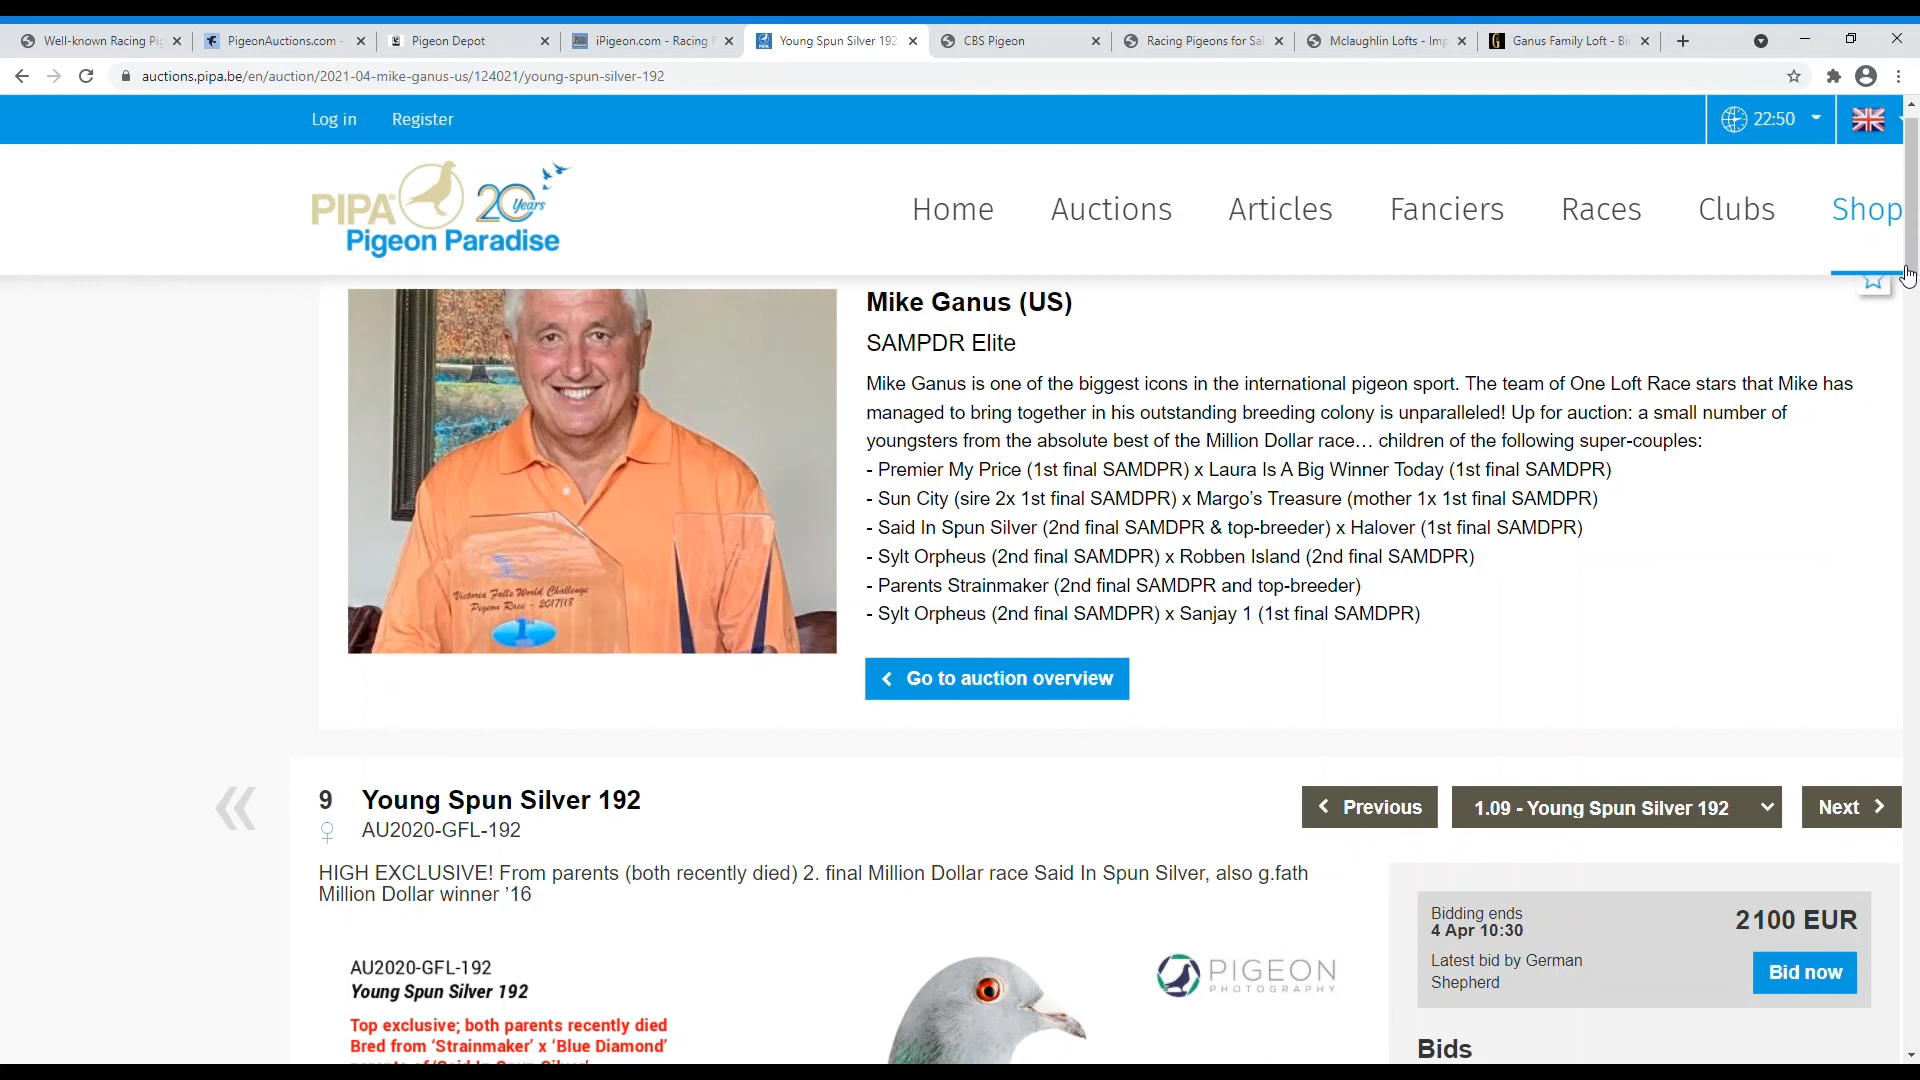 Well-known Racing Pig
PigeonAuctions.com -
Pigeon Depot
iPigeon.com - Racing
Young Spun Silver 192
CBS Pigeon
Racing Pigeons for Sal
Mclaughlin Lofts - Imp
Ganus Family Loft - Bi
auctions.pipa.be/en/auction/2021-04-mike-ganus-us/124021/young-spun-silver-192
Log in
Register
22:50
PIPA
20 Years
Pigeon Paradise
Home
Auctions
Articles
Fanciers
Races
Clubs
Shop
Victoria Falls World Challenge
Pigeon Race - 2017/18
1
Mike Ganus (US)
SAMPDR Elite
Mike Ganus is one of the biggest icons in the international pigeon sport. The team of One Loft Race stars that Mike has
managed to bring together in his outstanding breeding colony is unparalleled! Up for auction: a small number of
youngsters from the absolute best of the Million Dollar race… children of the following super-couples:
- Premier My Price (1st final SAMDPR) x Laura Is A Big Winner Today (1st final SAMDPR)
- Sun City (sire 2x 1st final SAMDPR) x Margo's Treasure (mother 1x 1st final SAMDPR)
- Said In Spun Silver (2nd final SAMDPR & top-breeder) x Halover (1st final SAMDPR)
- Sylt Orpheus (2nd final SAMDPR) x Robben Island (2nd final SAMDPR)
- Parents Strainmaker (2nd final SAMDPR and top-breeder)
- Sylt Orpheus (2nd final SAMDPR) x Sanjay 1 (1st final SAMDPR)
Go to auction overview
9 Young Spun Silver 192
AU2020-GFL-192
Previous
1.09 - Young Spun Silver 192
Next
HIGH EXCLUSIVE! From parents (both recently died) 2. final Million Dollar race Said In Spun Silver, also g.fath
Million Dollar winner ’16
Bidding ends
4 Apr 10:30
2100 EUR
Latest bid by German
Shepherd
Bid now
Bids
AU2020-GFL-192
Young Spun Silver 192
Top exclusive; both parents recently died
Bred from ‘Strainmaker’ x ‘Blue Diamond’
PIGEON
PHOTOGRAPHY